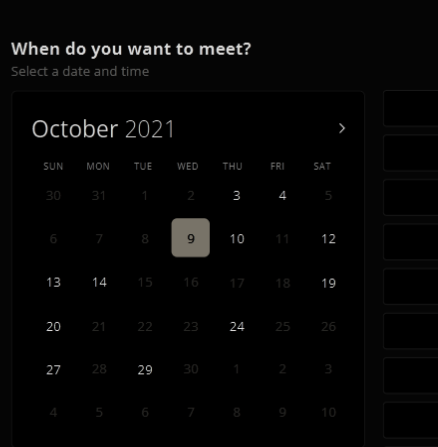 When do you want to meet?
Select a date and time
October 2021
SUN MON TUE WED THU FRI SAT
30 31 1 2 3 4 5
6 7 8 9 10 11 12
13 14 15 16 17 18 19
20 21 22 23 24 25 26
27 28 29 30 1 2 3
4 5 6 7 8 9 10